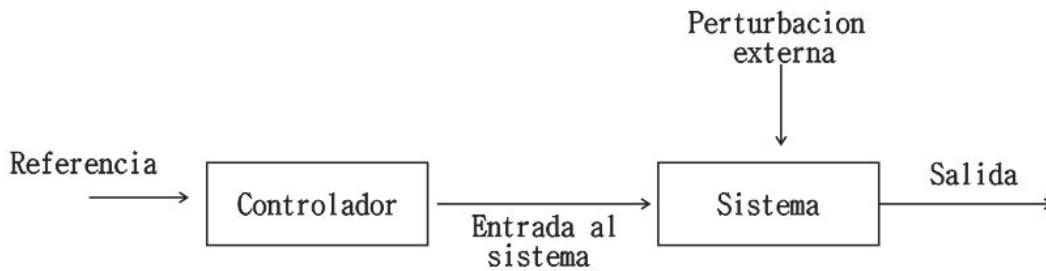 Perturbacion
externa
Referencia
Controlador
Entrada al
sistema
Sistema
Salida